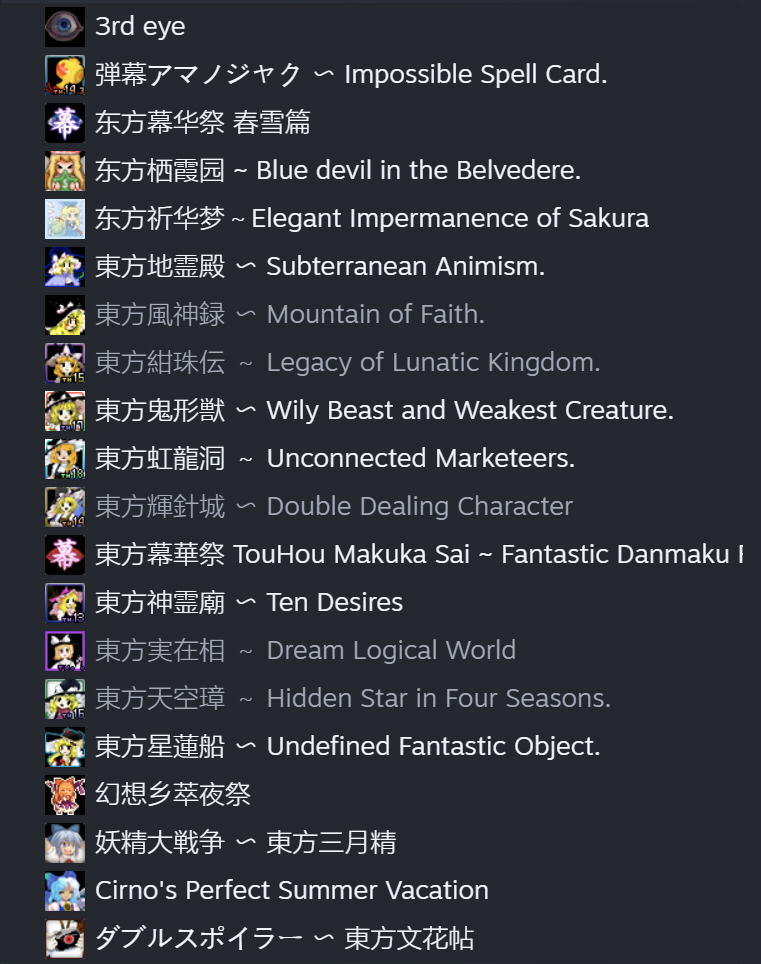 3rd eye
弾幕アマノジャク 〜 Impossible Spell Card.
东方幕华祭 春雪篇
东方栖霞园 ~ Blue devil in the Belvedere.
东方祈华梦 ~ Elegant Impermanence of Sakura
東方地霊殿 〜 Subterranean Animism.
東方風神録 〜 Mountain of Faith.
東方紺珠伝 ～ Legacy of Lunatic Kingdom.
東方鬼形獣 〜 Wily Beast and Weakest Creature.
東方虹龍洞 ～ Unconnected Marketeers.
東方輝針城 〜 Double Dealing Character
東方幕華祭 TouHou Makuka Sai ~ Fantastic Danmaku
東方神霊廟 〜 Ten Desires
東方実在相 ～ Dream Logical World
東方天空璋 ～ Hidden Star in Four Seasons.
東方星蓮船 〜 Undefined Fantastic Object.
幻想乡萃夜祭
妖精大戦争 〜 東方三月精
Cirno's Perfect Summer Vacation
ダブルスポイラー 〜 東方文花帖